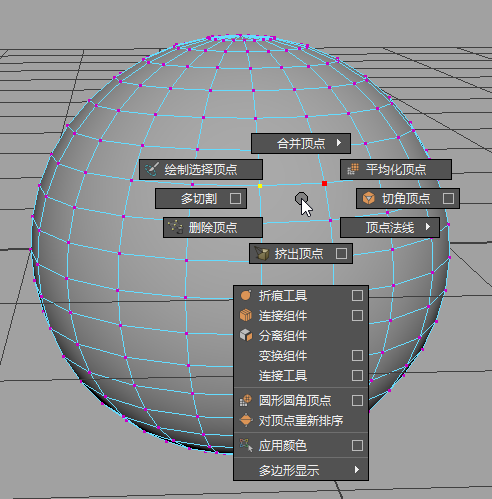 合并顶点
绘制选择顶点
平均化顶点
多切割
切角顶点
删除顶点
顶点法线
挤出顶点
折痕工具
连接组件
分离组件
变换组件
连接工具
圆形圆角顶点
对顶点重新排序
应用颜色
多边形显示